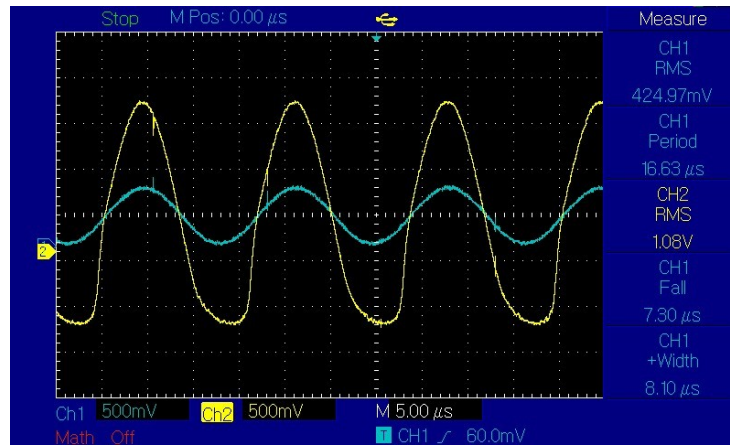 Stop M Pos: 0.00 μs
Measure
CH1
RMS
424.97mV
CH1
Period
16.63 μs
CH2
RMS
1.08V
CH1
Fall
7.30 μs
CH1
+Width
8.10 μs
2
Ch1 500mV Ch2 500mV M 5.00 μs
Math Off T CH1 60.0mV